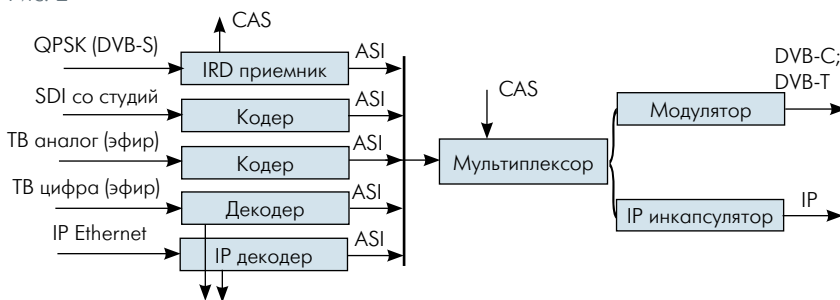 CAS
QPSK (DVB-S)
IRD приемник
ASI
SDI со студий
Кодер
ASI
ТВ аналог (эфир)
Кодер
ASI
ТВ цифра (эфир)
Декодер
ASI
IP Ethernet
IP декодер
ASI
CAS
Мультиплексор
Модулятор
DVB-C;
DVB-T
IP инкапсулятор
IP